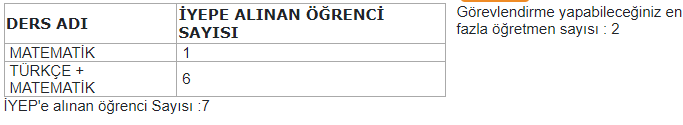 DERS ADI
İYEPE ALINAN ÖĞRENCİ
SAYISI
MATEMATİK
1
TÜRKÇE +
MATEMATİK
6
İYEP'e alınan öğrenci Sayısı :7
Görevlendirme yapabileceğiniz en
fazla öğretmen sayısı : 2